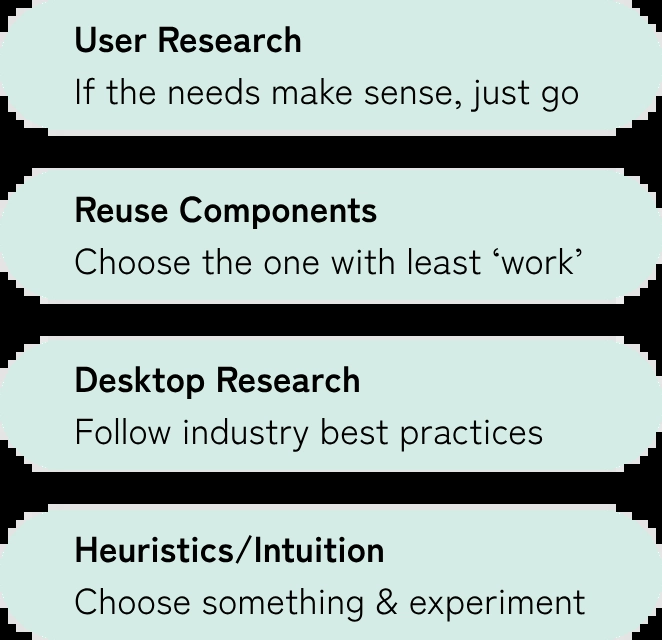 User Research
If the needs make sense, just go
Reuse Components
Choose the one with least ‘work’
Desktop Research
Follow industry best practices
Heuristics/Intuition
Choose something & experiment